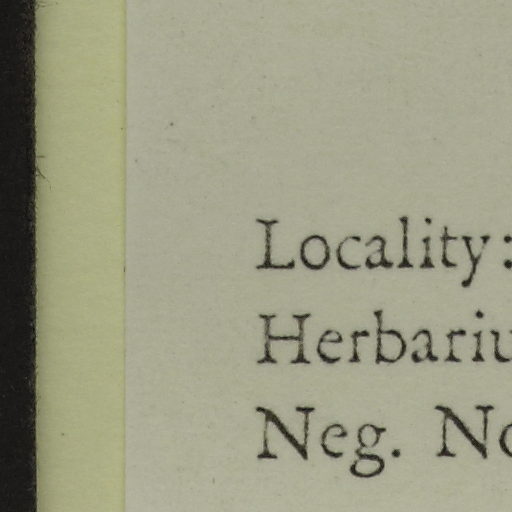 Locality:
Herbariu
Neg. No